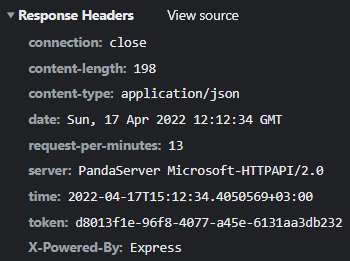 Response Headers View source
connection: close
content-length: 198
content-type: application/json
date: Sun, 17 Apr 2022 12:12:34 GMT
request-per-minutes: 13
server: PandaServer Microsoft-HTTPAPI/2.0
time: 2022-04-17T15:12:34.4050569+03:00
token: d8013f1e-96f8-4077-a45e-6131aa3db232
X-Powered-By: Express